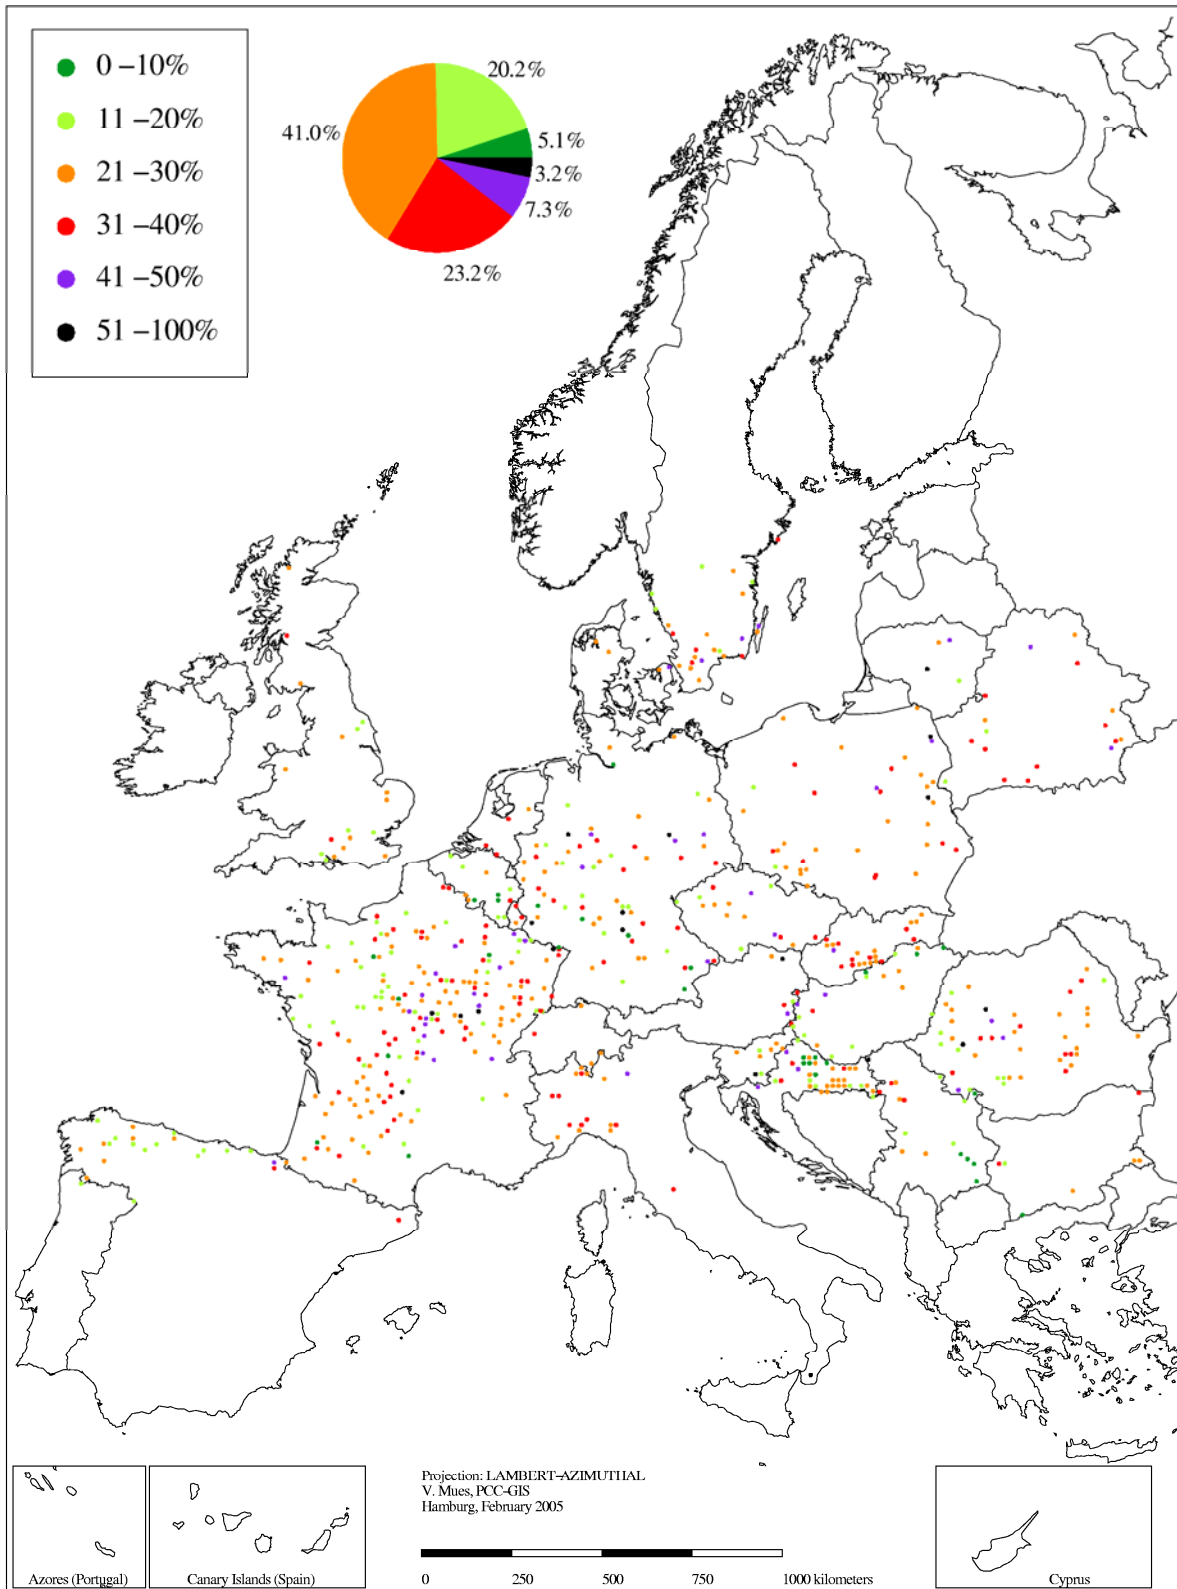 0 –10%
11 –20%
21 –30%
31 –40%
41 –50%
51 –100%
20.2%
41.0%
5.1%
3.2%
7.3%
23.2%
Projection: LAMBERT–AZIMUTHAL
V. Mues, PCC–GIS
Hamburg, February 2005
0 250 500 750 1000 kilometers
Azores (Portugal)
Canary Islands (Spain)
Cyprus